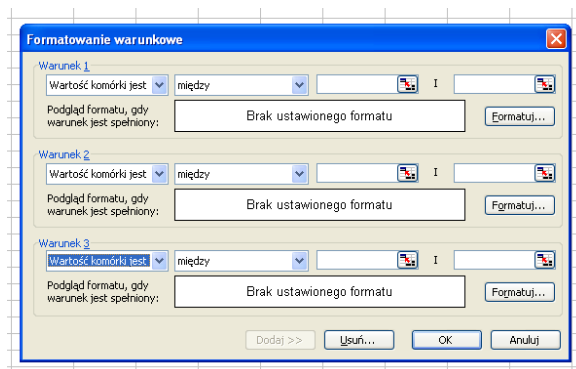 Formatowanie warunkowe
Warunek 1
Wartość komórki jest między I
Podgląd formatu, gdy
warunek jest spełniony: Brak ustawionego formatu Formatuj...
Warunek 2
Wartość komórki jest między I
Podgląd formatu, gdy
warunek jest spełniony: Brak ustawionego formatu Formatuj...
Warunek 3
Wartość komórki jest między I
Podgląd formatu, gdy
warunek jest spełniony: Brak ustawionego formatu Formatuj...
Dodaj >> Usuń... OK Anuluj